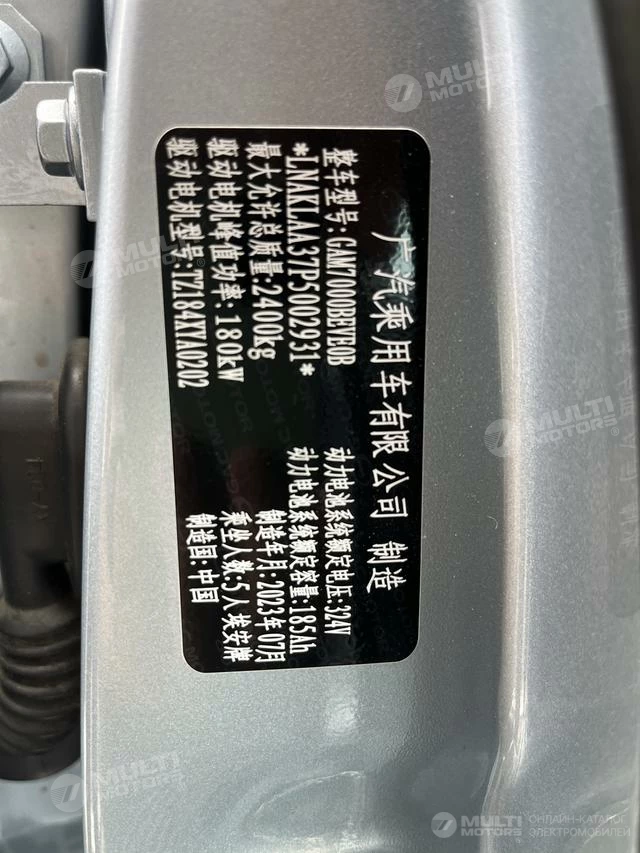 广汽乘用车有限公司 制造
整车型号:GAM7000BEVE0B
动力电池系统额定电压:324V
*LNAKLAA37P5002931*
动力电池系统额定容量:185Ah
最大允许总质量:2400kg
制造年月:2023年07月
驱动电机峰值功率:180kW
乘坐人数:5人 埃安牌
驱动电机型号:TZ184XYA0202
制造国:中国
MULTI
MOTORS
MULTI
MOTORS
MULTI
MOTORS
MULTI
MOTORS
ОНЛАЙН-КАТАЛОГ
ЭЛЕКТРОМОБИЛЕЙ